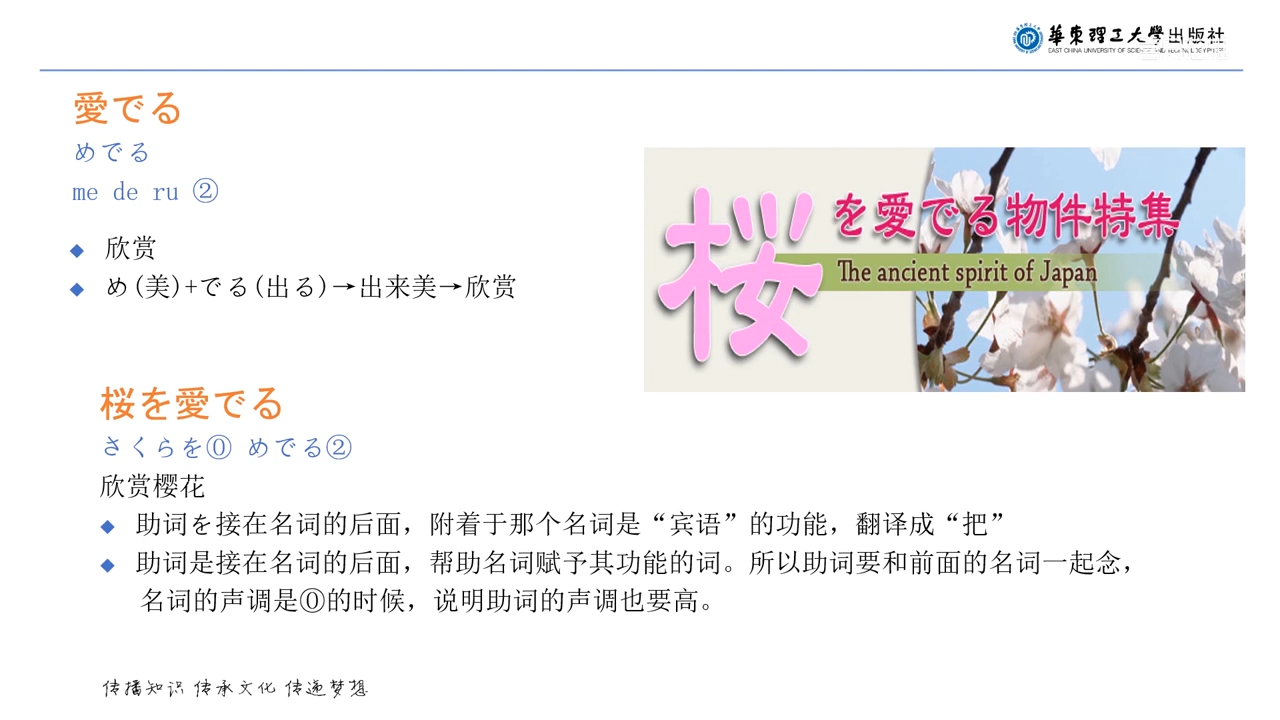 華東理工大學出版社
愛でる
めでる
me de ru ②
欣赏
め(美)+でる(出る)→出来美→欣赏
桜を愛でる物件特集
The ancient spirit of Japan
桜を愛でる
さくらを⓪ めでる②
欣赏樱花
助词を接在名词的后面，附着于那个名词是“宾语”的功能，翻译成“把”
助词是接在名词的后面，帮助名词赋予其功能的词。所以助词要和前面的名词一起念，
名词的声调是⓪的时候，说明助词的声调也要高。
传播知识 传承文化 传递梦想